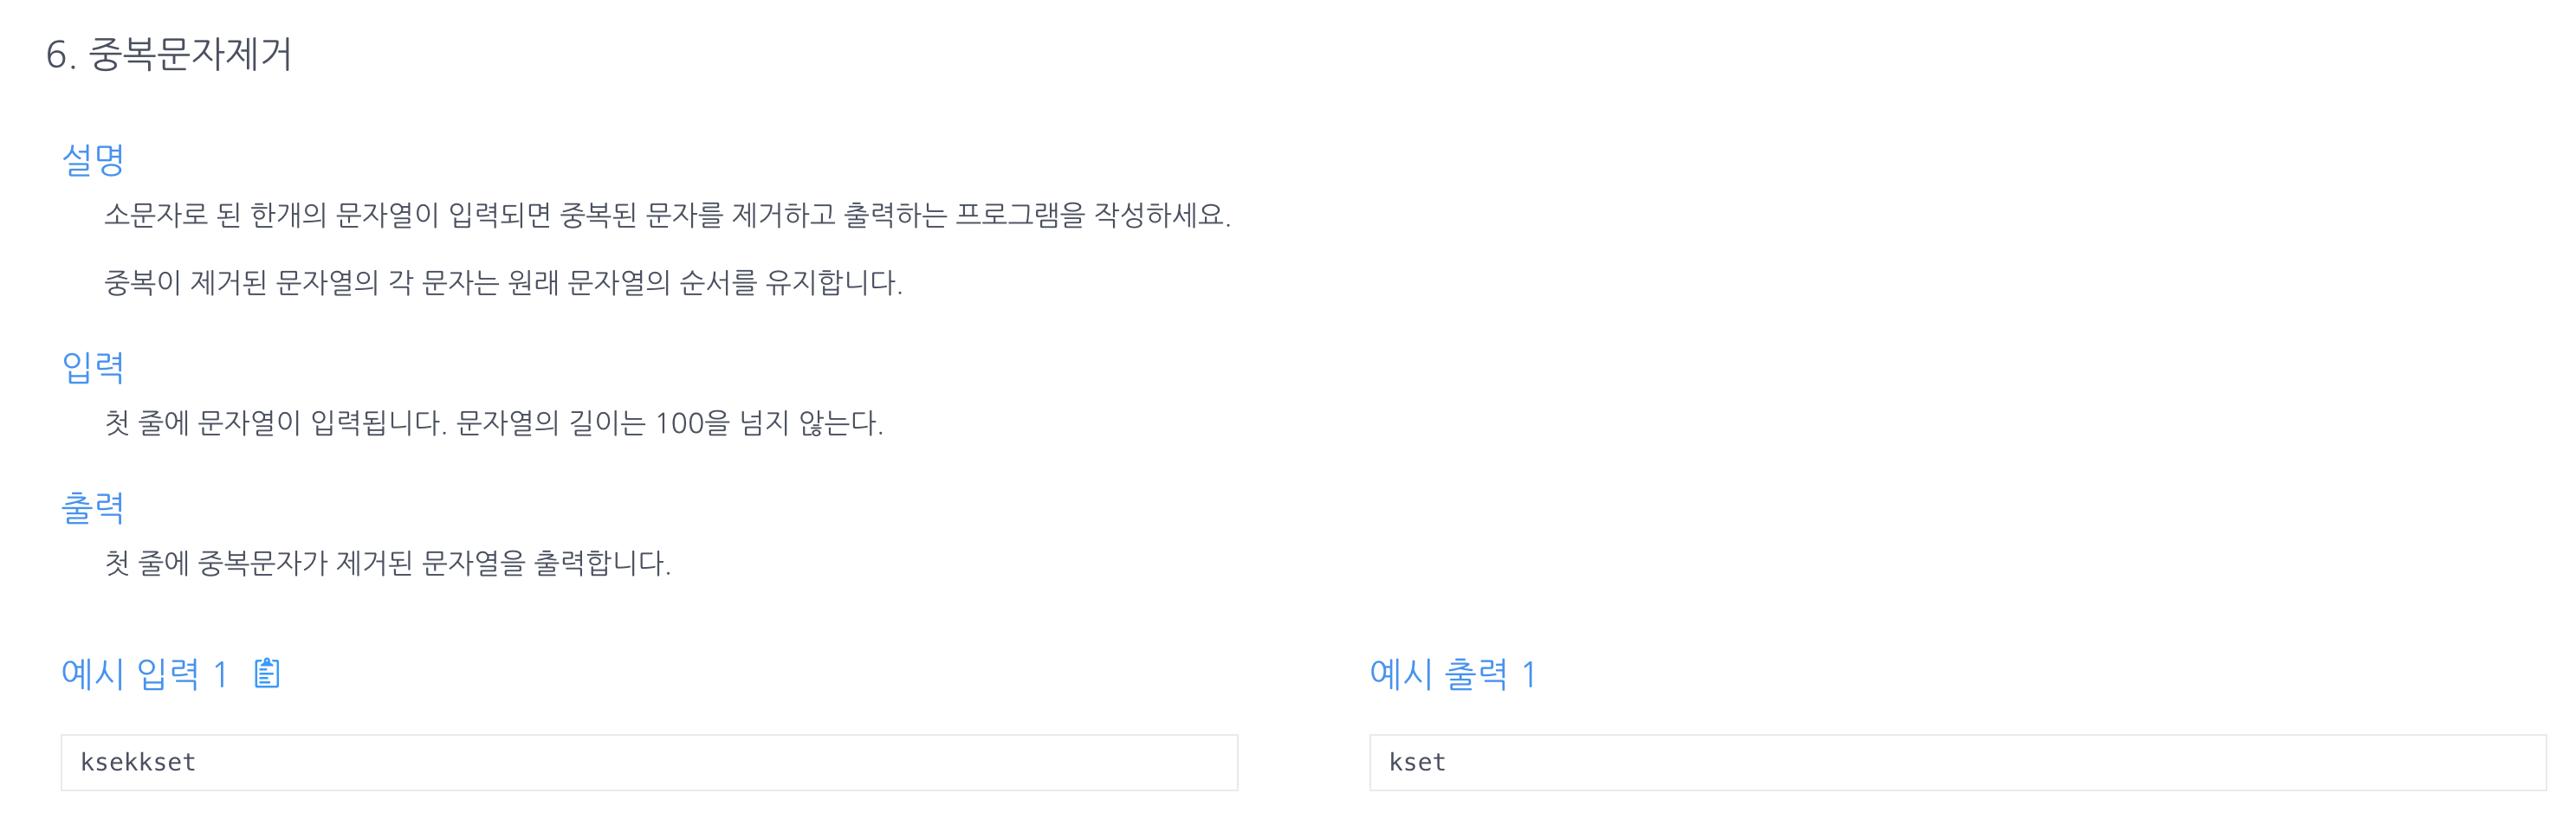 6. 중복문자제거
설명
소문자로 된 한개의 문자열이 입력되면 중복된 문자를 제거하고 출력하는 프로그램을 작성하세요.
중복이 제거된 문자열의 각 문자는 원래 문자열의 순서를 유지합니다.
입력
첫 줄에 문자열이 입력됩니다. 문자열의 길이는 100을 넘지 않는다.
출력
첫 줄에 중복문자가 제거된 문자열을 출력합니다.
예시 입력 1
예시 출력 1
ksekkset
kset